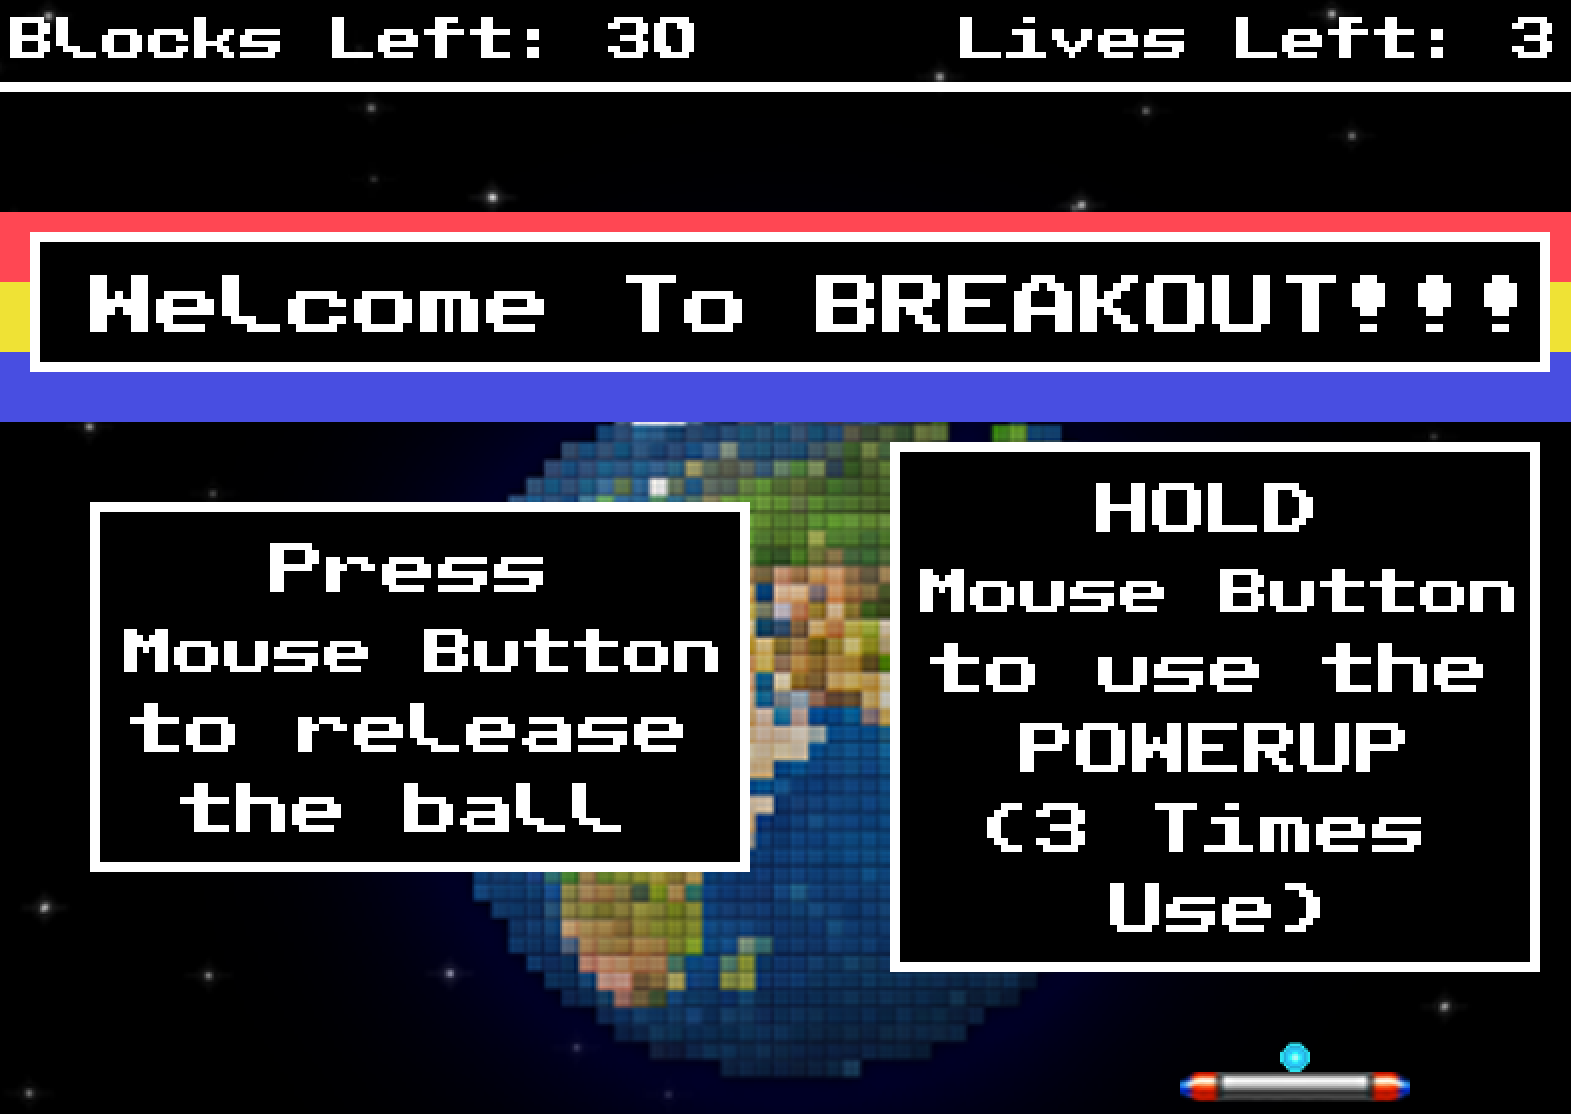 Blocks Left: 30
Lives Left: 3
Welcome To BREAKOUT!!!
Press
Mouse Button
to release
the ball
HOLD
Mouse Button
to use the
POWERUP
(3 Times
Use)